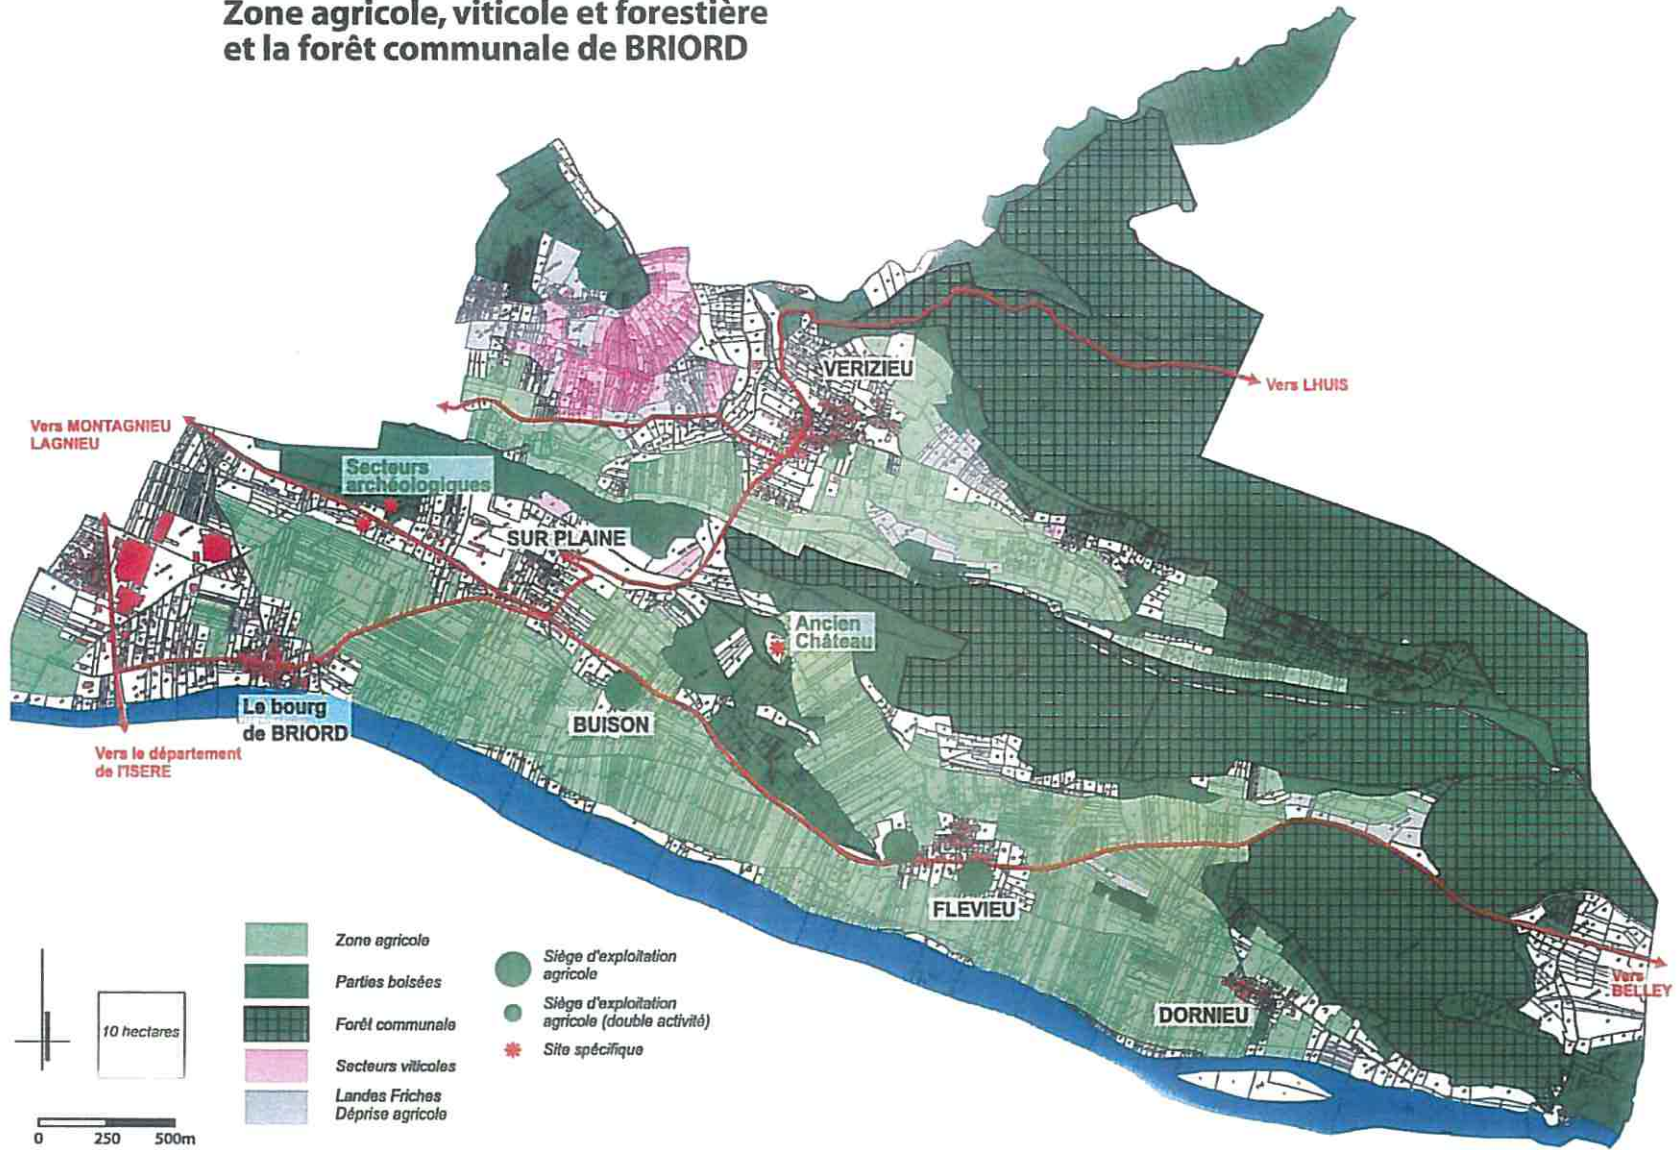 Zone agricole, viticole et forestière
et la forêt communale de BRIORD
VERIZIEU
Vers LHUIS
Vers MONTAGNIEU
LAGNIEU
Secteurs
archéologiques
SUR PLAINE
Ancien
Château
Le bourg
de BRIORD
BUISON
Vers le département
de l'ISERE
FLEVIEU
Vers
BELLEY
DORNIEU
10 hectares
0 250 500m
Zone agricole
Parties boisées
Forêt communale
Secteurs viticoles
Landes Friches
Déprise agricole
Siège d'exploitation
agricole
Siège d'exploitation
agricole (double activité)
Site spécifique